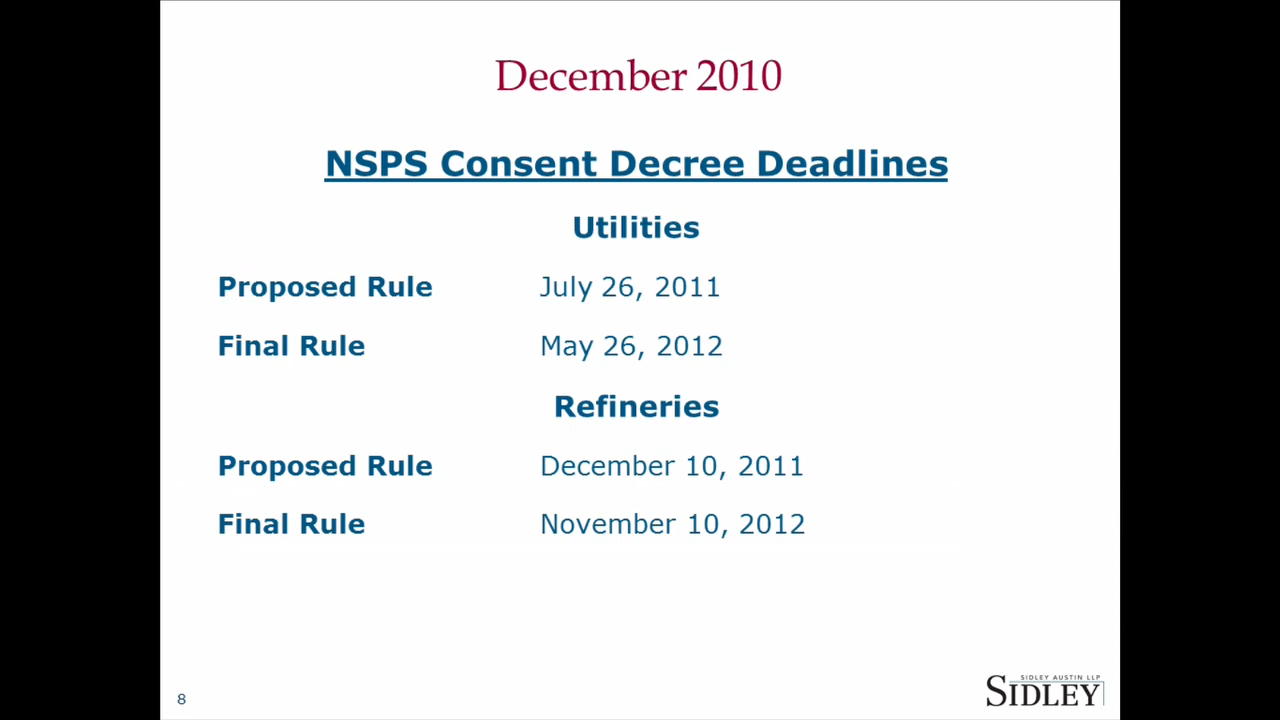 December 2010
NSPS Consent Decree Deadlines
Utilities
Proposed Rule July 26, 2011
Final Rule May 26, 2012
Refineries
Proposed Rule December 10, 2011
Final Rule November 10, 2012
8
SIDLEY AUSTIN LLP
SIDLEY